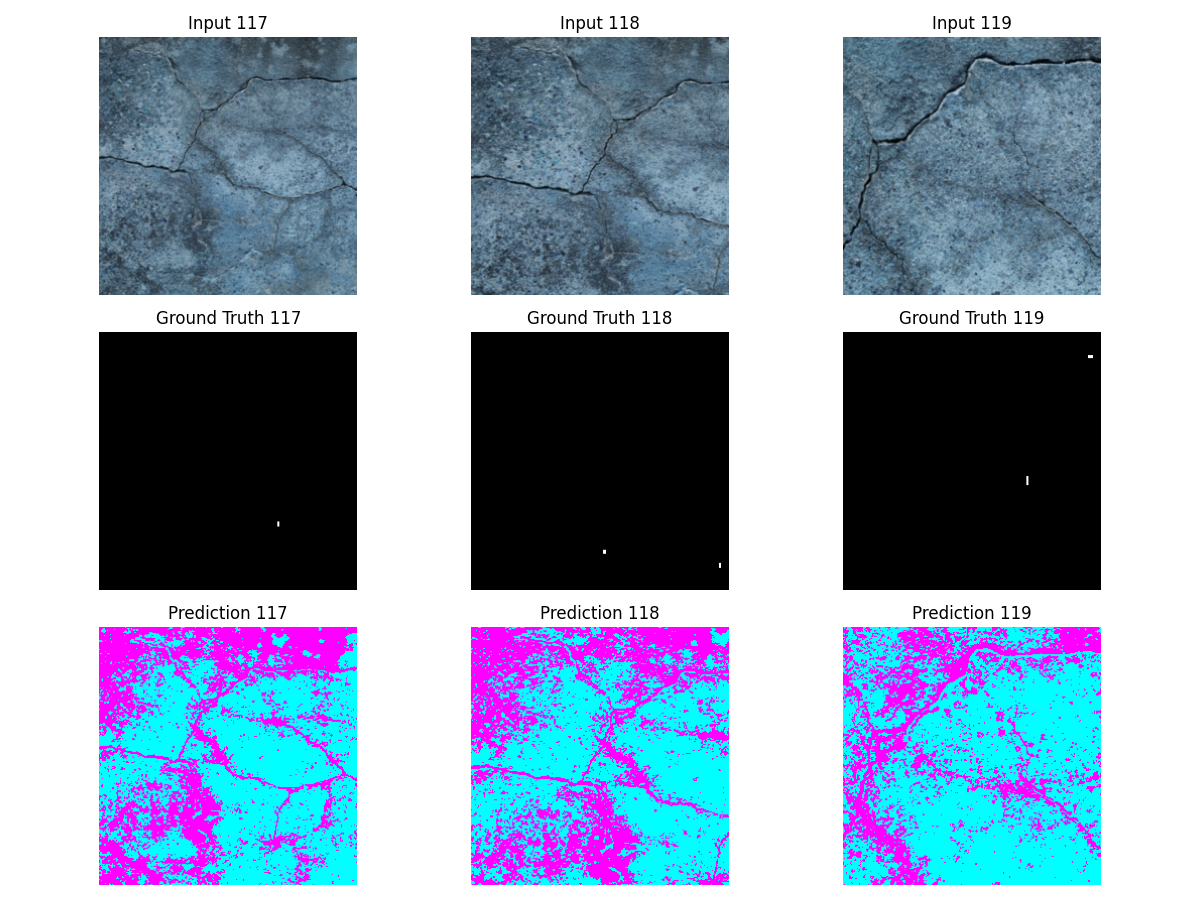 Input 117
Input 118
Input 119
Ground Truth 117
Ground Truth 118
Ground Truth 119
Prediction 117
Prediction 118
Prediction 119